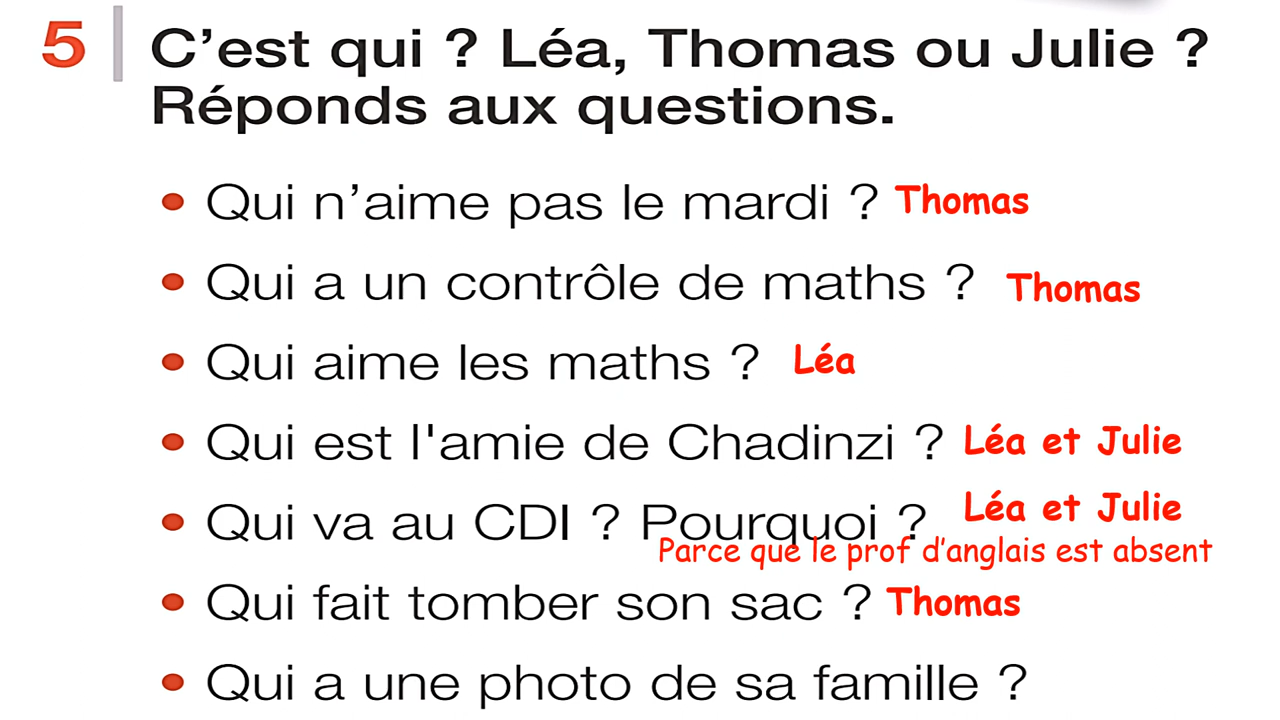 5 C'est qui ? Léa, Thomas ou Julie ?
Réponds aux questions.
• Qui n'aime pas le mardi ? Thomas
• Qui a un contrôle de maths ? Thomas
• Qui aime les maths ? Léa
• Qui est l'amie de Chadinzi ? Léa et Julie
• Qui va au CDI ? Pourquoi ? Léa et Julie
Parce que le prof d'anglais est absent
• Qui fait tomber son sac ? Thomas
• Qui a une photo de sa famille ?